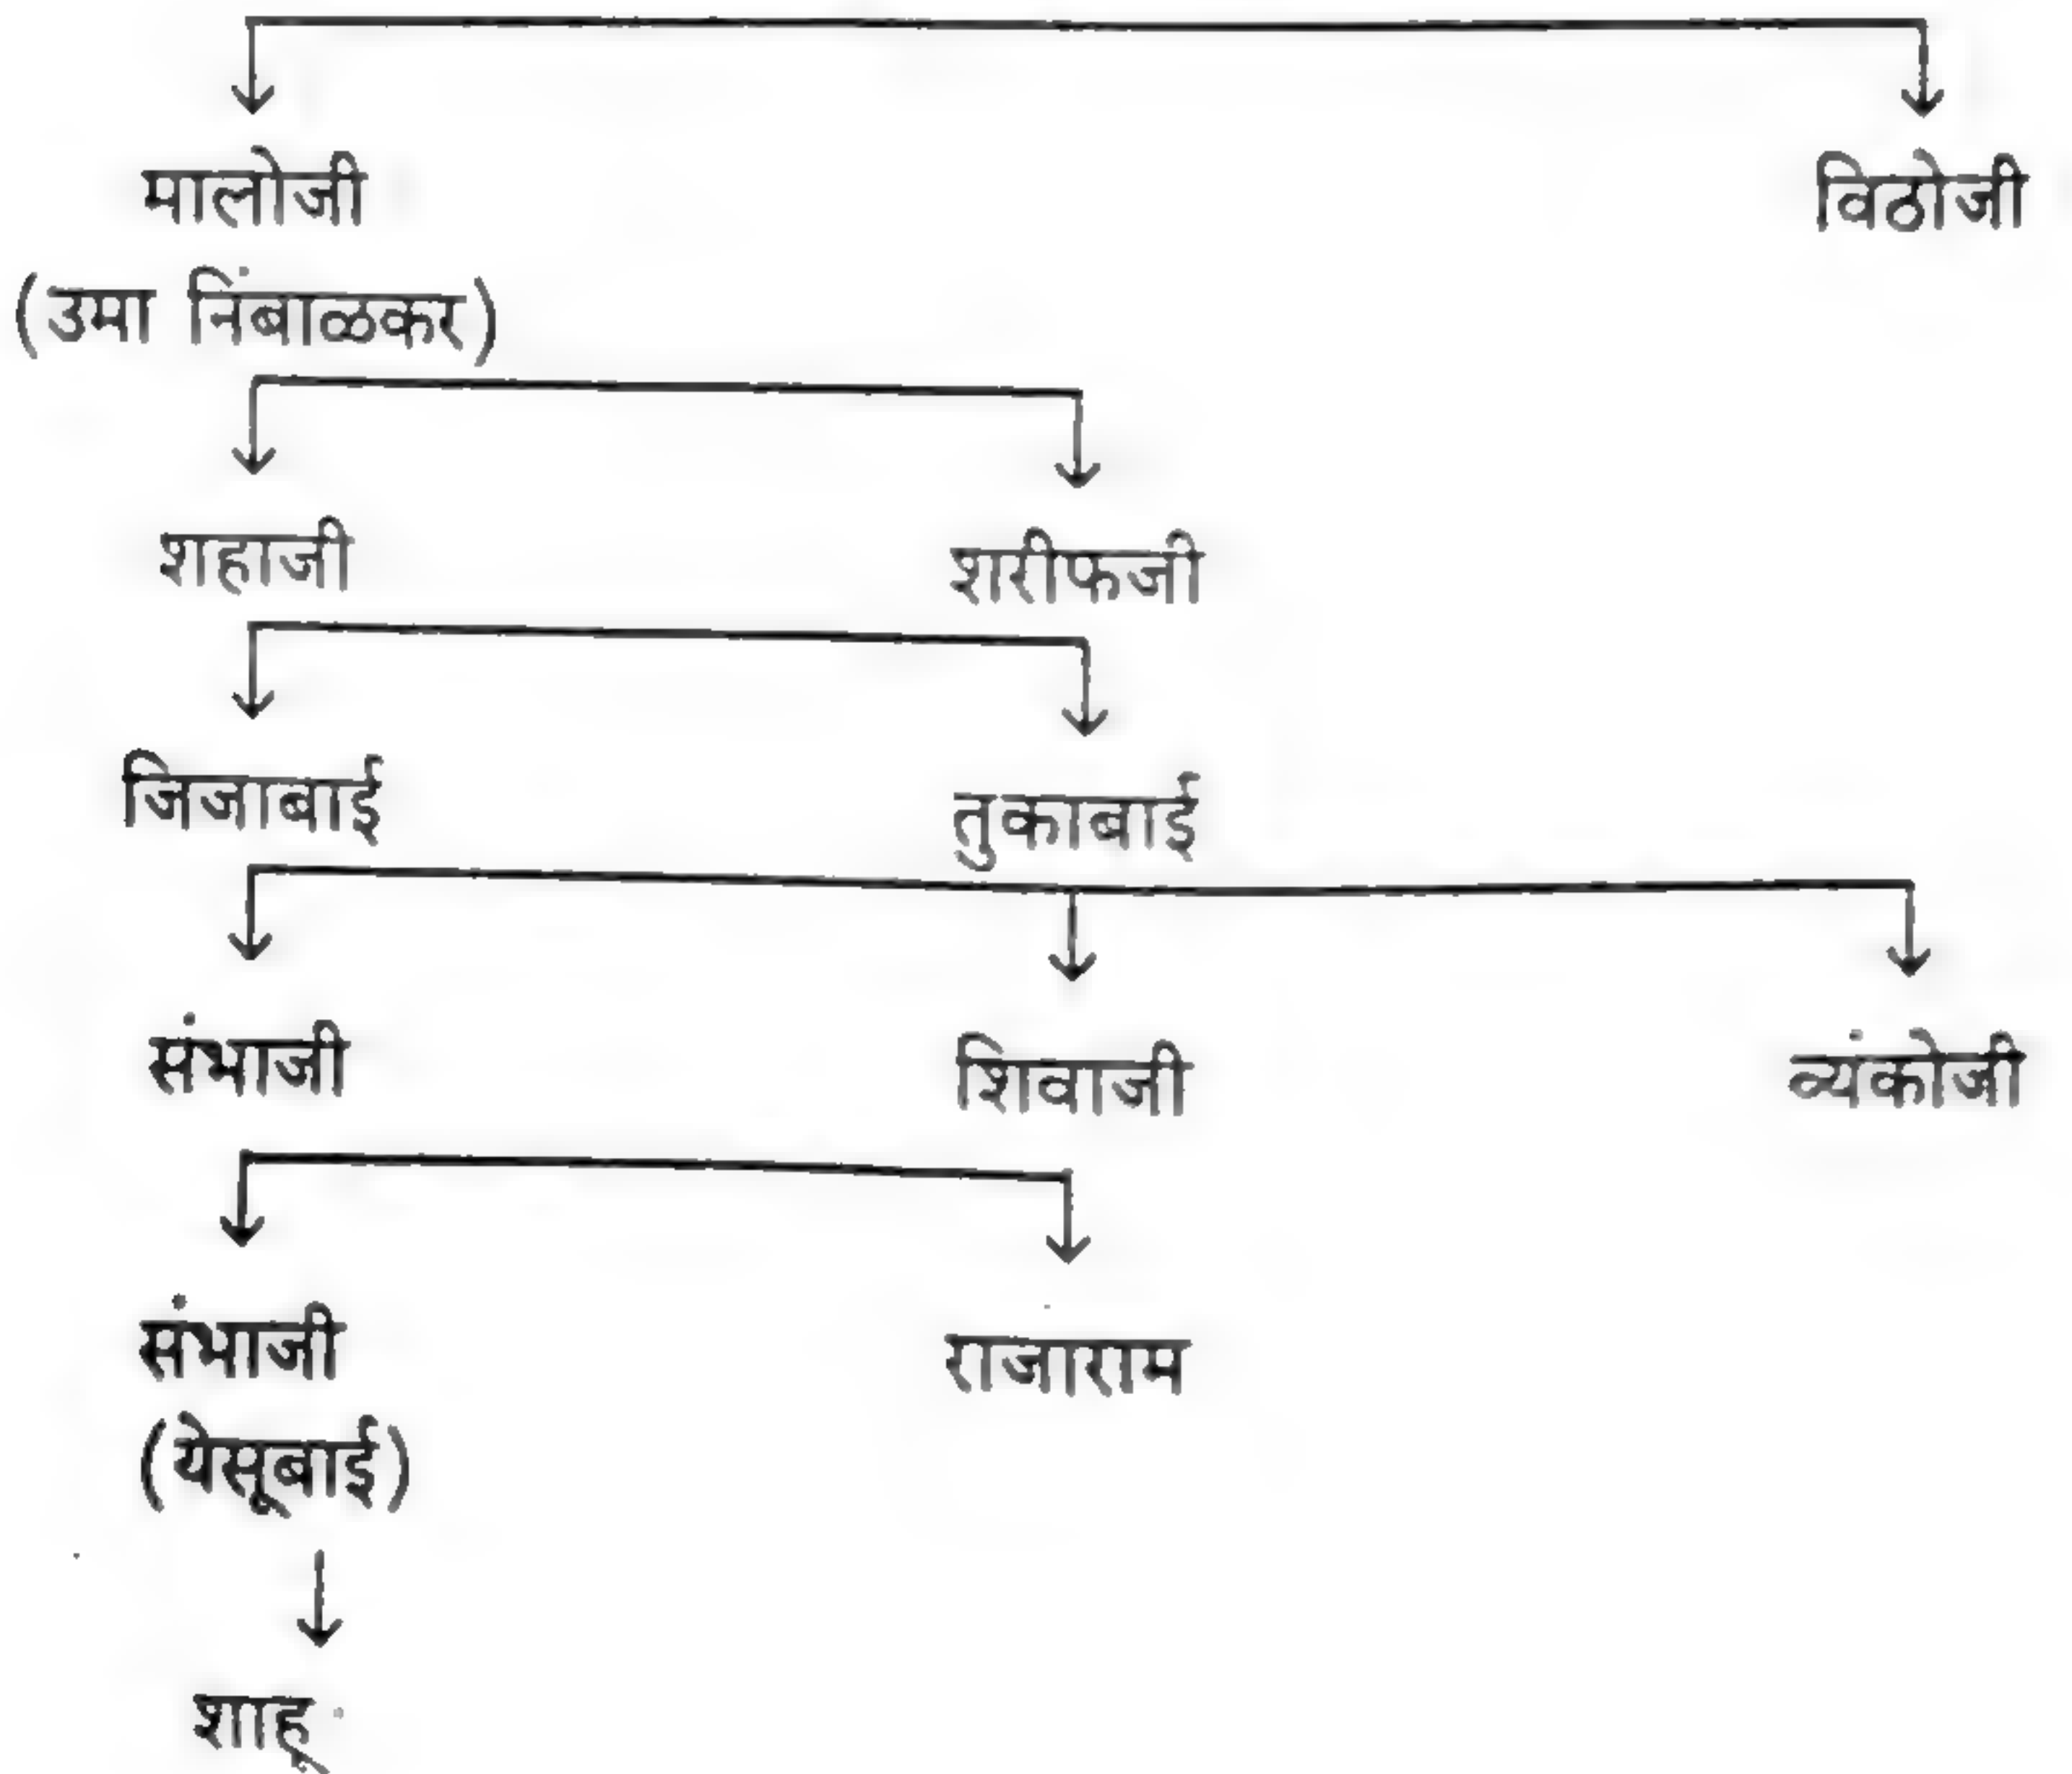 मालोजी विठोजी
(उमा निंबाळकर)
शहाजी शरीफजी
जिजाबाई तुकाबाई
संभाजी शिवाजी व्यंकोजी
संभाजी राजाराम
(येसूबाई)
शाहू